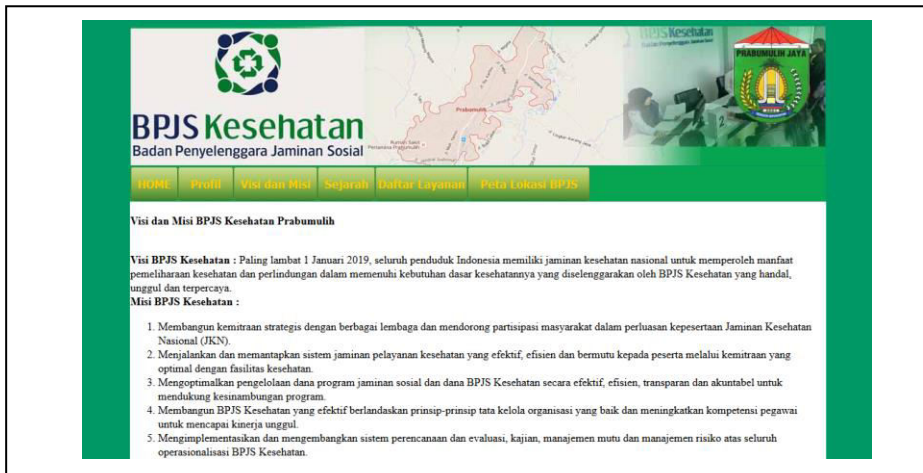 BPJS Kesehatan
PRABUMULIH JAYA
Prabumulih
BPJS Kesehatan
Badan Penyelenggara Jaminan Sosial
HOME Profil Visi dan Misi Sejarah Daftar Layanan Peta Lokasi BPJS
Visi dan Misi BPJS Kesehatan Prabumulih
Visi BPJS Kesehatan : Paling lambat 1 Januari 2019, seluruh penduduk Indonesia memiliki jaminan kesehatan nasional untuk memperoleh manfaat
pemeliharaan kesehatan dan perlindungan dalam memenuhi kebutuhan dasar kesehatannya yang diselenggarakan oleh BPJS Kesehatan yang handal,
unggul dan terpercaya.
Misi BPJS Kesehatan :
1. Membangun kemitraan strategis dengan berbagai lembaga dan mendorong partisipasi masyarakat dalam perluasan kepesertaan Jaminan Kesehatan
Nasional (JKN).
2. Menjalankan dan memantapkan sistem jaminan pelayanan kesehatan yang efektif, efisien dan bermutu kepada peserta melalui kemitraan yang
optimal dengan fasilitas kesehatan.
3. Mengoptimalkan pengelolaan dana program jaminan sosial dan dana BPJS Kesehatan secara efektif, efisien, transparan dan akuntabel untuk
mendukung kesinambungan program.
4. Membangun BPJS Kesehatan yang efektif berlandaskan prinsip-prinsip tata kelola organisasi yang baik dan meningkatkan kompetensi pegawai
untuk mencapai kinerja unggul.
5. Mengimplementasikan dan mengembangkan sistem perencanaan dan evaluasi, kajian, manajemen mutu dan manajemen risiko atas seluruh
operasionalisasi BPJS Kesehatan.